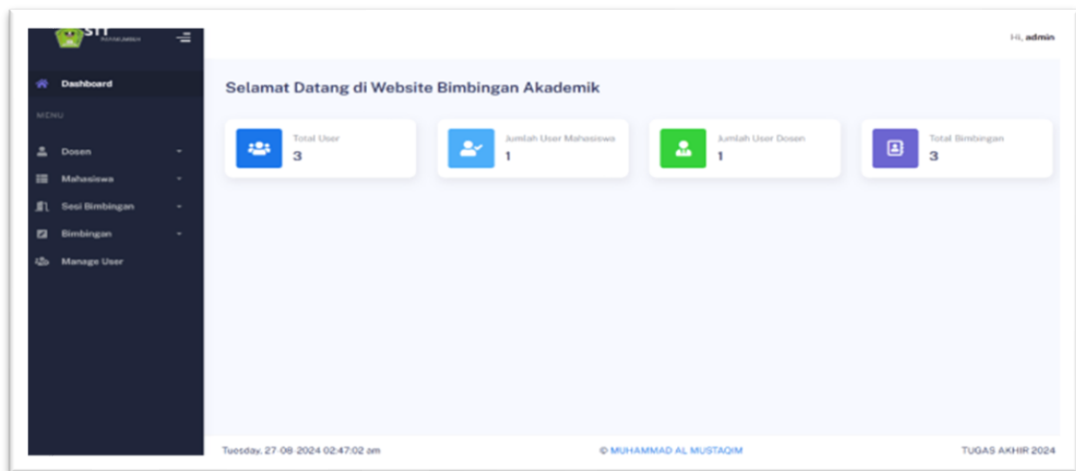 STT
Hi, admin
Dashboard
MENU
Dosen
Mahasiswa
Sesi Bimbingan
Bimbingan
Manage User
Selamat Datang di Website Bimbingan Akademik
Total User
3
Jumlah User Mahasiswa
1
Jumlah User Dosen
1
Total Bimbingan
3
Tuesday, 27-08-2024 02:47:02 am
© MUHAMMAD AL MUSTAQIM
TUGAS AKHIR 2024